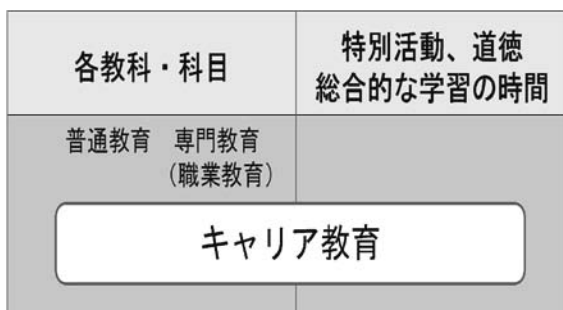 各教科・科目
特別活動、道徳
総合的な学習の時間
普通教育　専門教育
（職業教育）
キャリア教育